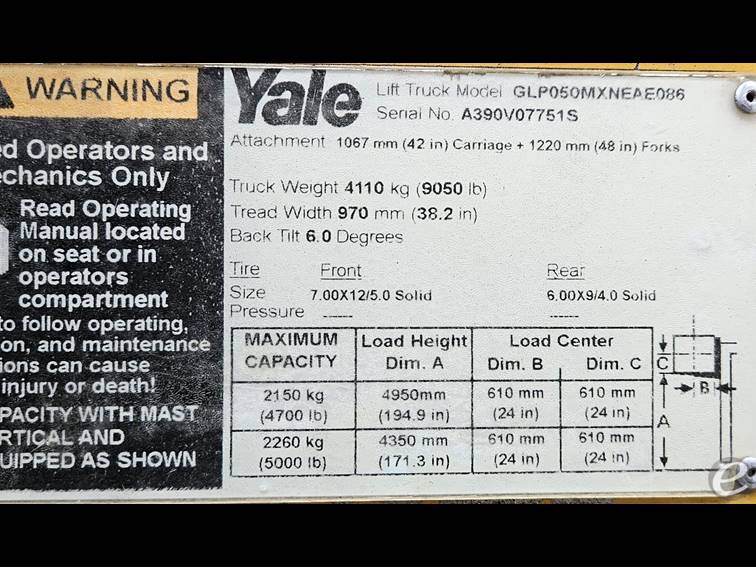 WARNING
ed Operators and
echanics Only
Read Operating
Manual located
on seat or in
operators
compartment
to follow operating,
on, and maintenance
ions can cause
injury or death!
APACITY WITH MAST
RTICAL AND
UIPPED AS SHOWN
Yale Lift Truck Model GLP050MXNEAE086
Serial No. A390V07751S
Attachment 1067 mm (42 in) Carriage + 1220 mm (48 in) Forks
Truck Weight 4110 kg (9050 lb)
Tread Width 970 mm (38.2 in)
Back Tilt 6.0 Degrees
Tire Front Rear
Size 7.00X12/5.0 Solid 6.00X9/4.0 Solid
Pressure ------ ------
MAXIMUM CAPACITY Load Height Dim. A Load Center Dim. B Dim. C
2150 kg 4950mm 610 mm 610 mm
(4700 lb) (194.9 in) (24 in) (24 in)
2260 kg 4350 mm 610 mm 610 mm
(5000 lb) (171.3 in) (24 in) (24 in)
C
B
A
e